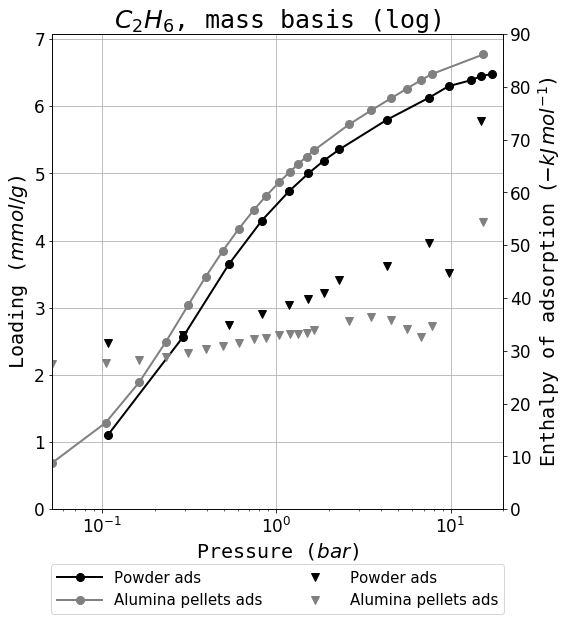 C₂H₆, mass basis (log)
Loading (mmol/g)
7
6
5
4
3
2
1
0
90
80
70
60
50
40
30
20
10
0
Enthalpy of adsorption (−kJ mol⁻¹)
10⁻¹ 10⁰ 10¹
Pressure (bar)
Powder ads Powder ads
Alumina pellets ads Alumina pellets ads